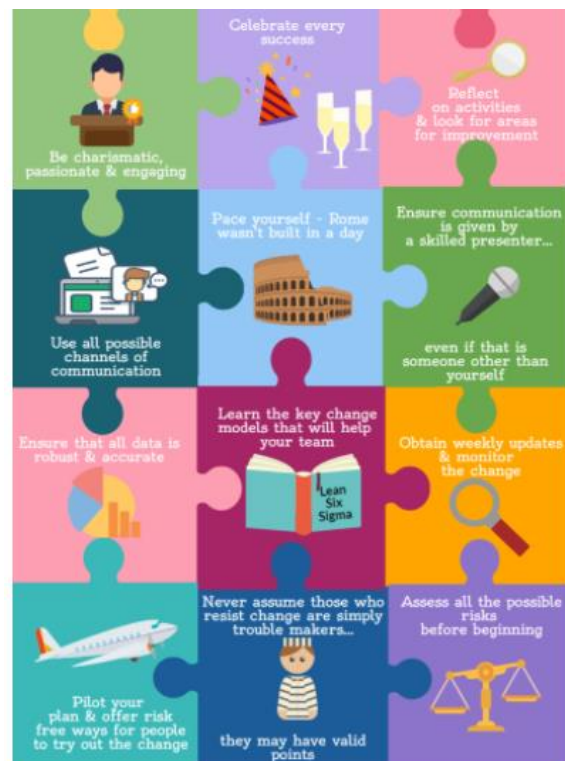 Be charismatic,
passionate & engaging
Celebrate every
success
Reflect
on activities
& look for areas
for improvement
Use all possible
channels of
communication
Pace yourself - Rome
wasn't built in a day
Ensure communication
is given by
a skilled presenter...
even if that is
someone other than
yourself
Ensure that all data is
robust & accurate
Learn the key change
models that will help
your team
Lean
Six
Sigma
Obtain weekly updates
& monitor
the change
Pilot your
plan & offer risk
free ways for people
to try out the change
Never assume those who
resist change are simply
trouble makers...
they may have valid
points
Assess all the possible
risks
before beginning